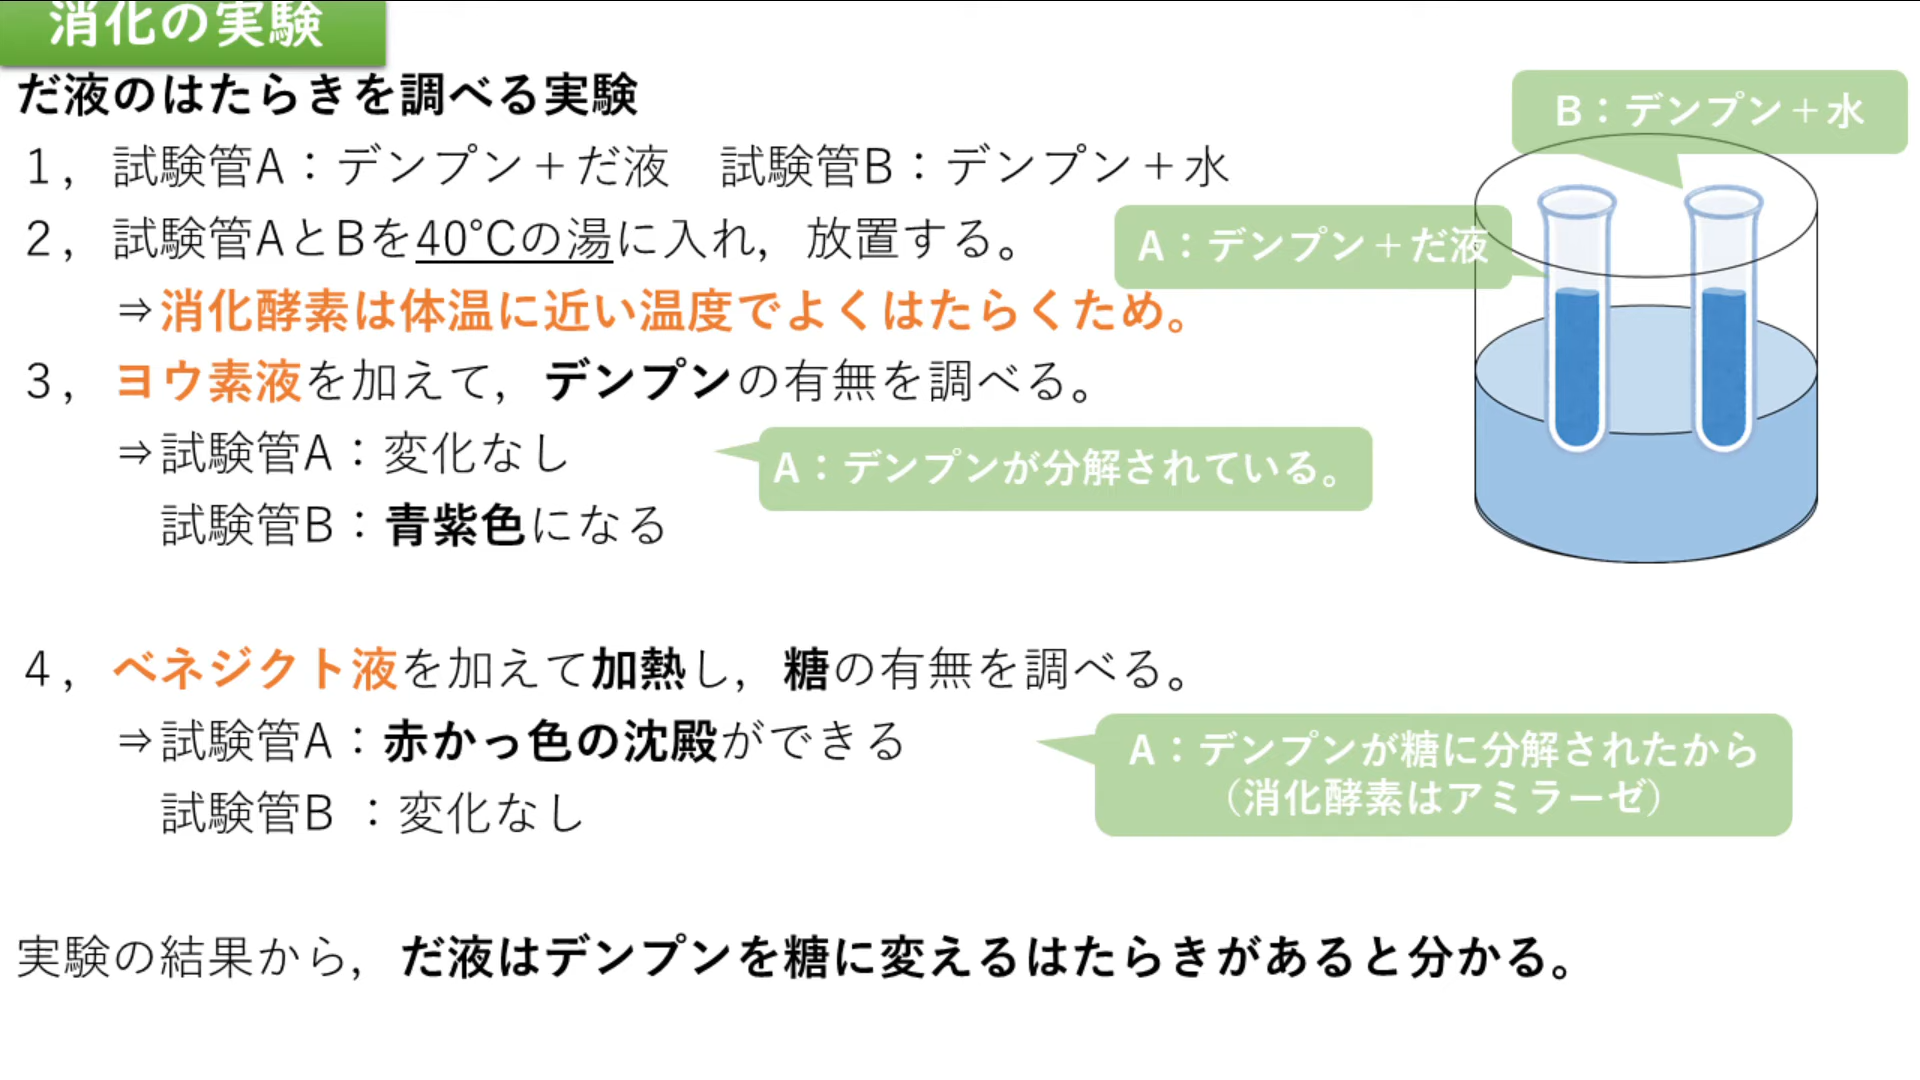 消化の実験
だ液のはたらきを調べる実験
B：デンプン＋水
１，試験管A：デンプン＋だ液　試験管B：デンプン＋水
２，試験管AとBを40℃の湯に入れ，放置する。
A：デンプン＋だ液
⇒消化酵素は体温に近い温度でよくはたらくため。
３，ヨウ素液を加えて，デンプンの有無を調べる。
⇒試験管A：変化なし
A：デンプンが分解されている。
試験管B：青紫色になる
４，ベネジクト液を加えて加熱し，糖の有無を調べる。
⇒試験管A：赤かっ色の沈殿ができる
A：デンプンが糖に分解されたから
（消化酵素はアミラーゼ）
試験管B ：変化なし
実験の結果から，だ液はデンプンを糖に変えるはたらきがあると分かる。